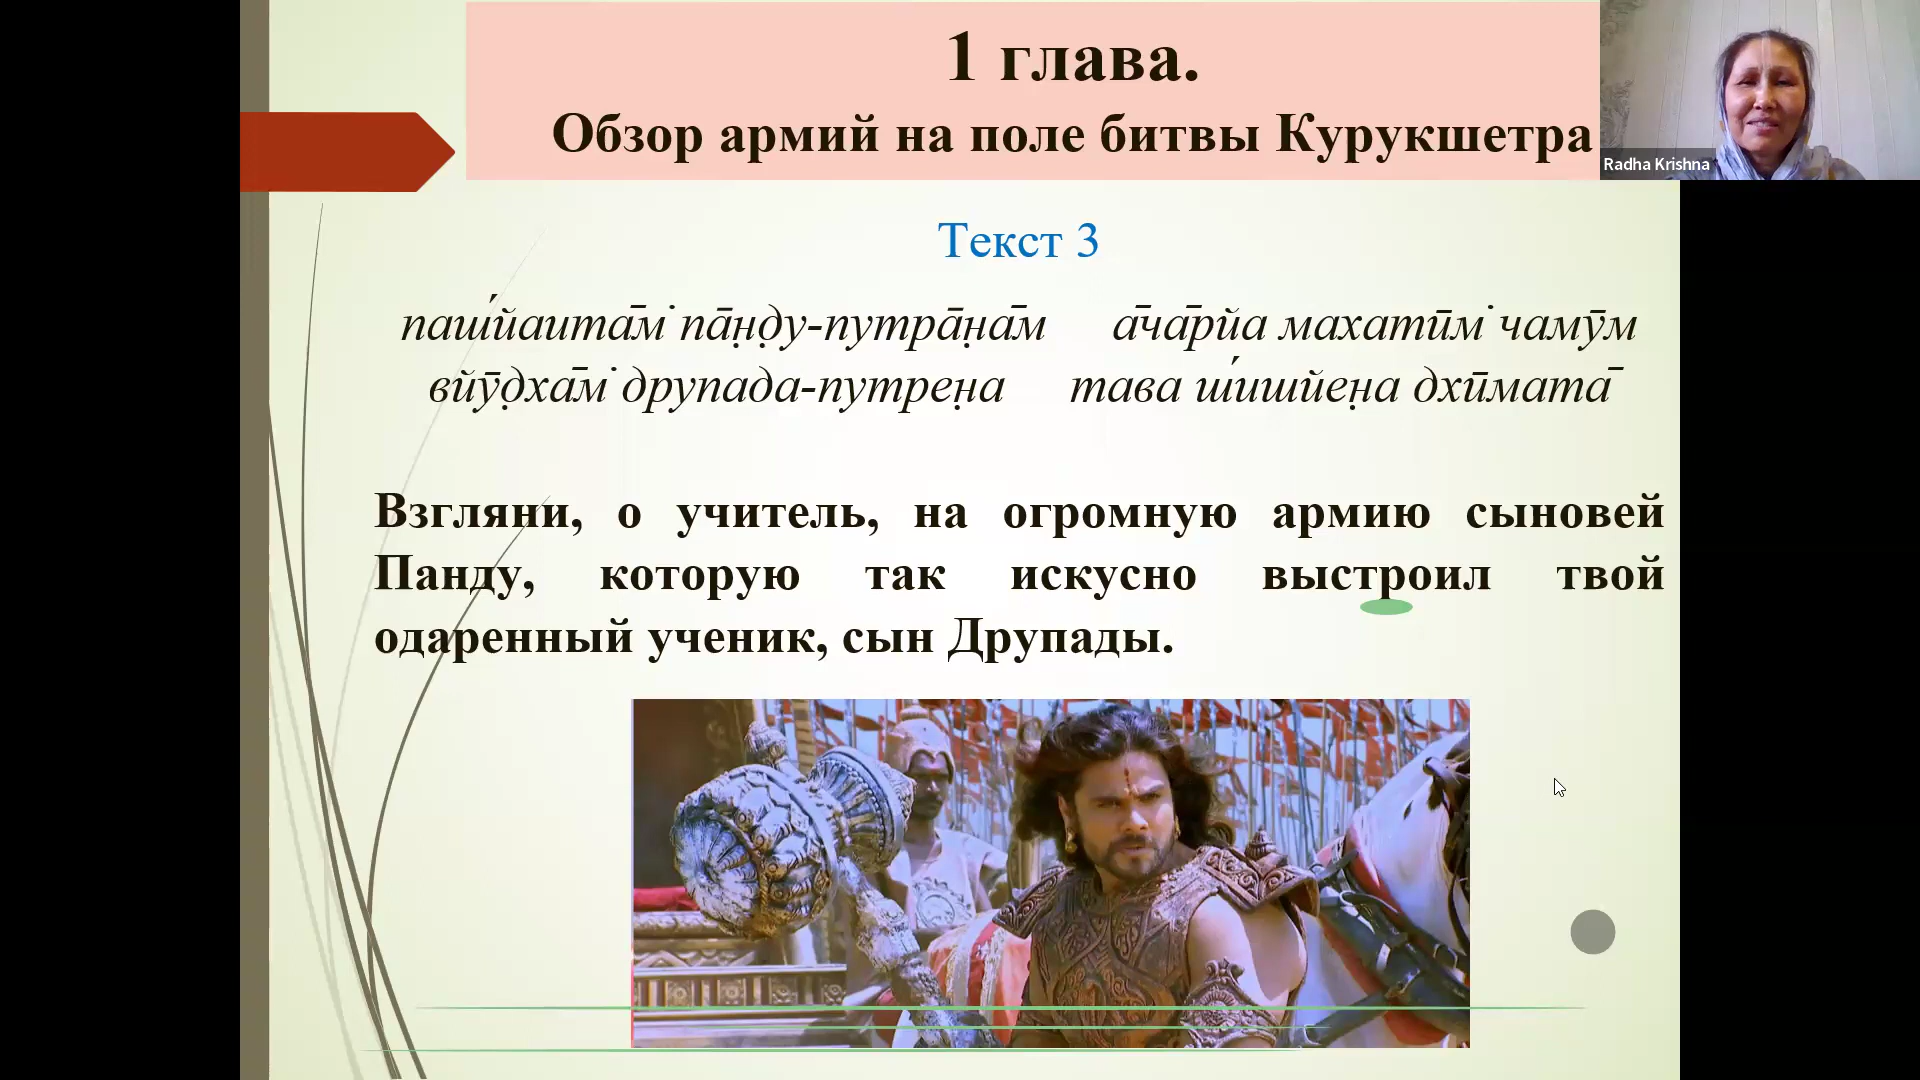 1 глава.
Обзор армий на поле битвы Курукшетра
Radha Krishna
Текст 3
паш́йаита̄м̇ па̄н̣д̣у-путра̄н̣а̄м а̄ча̄рйа махатӣм̇ чамӯм
вйӯд̣ха̄м̇ друпада-путрен̣а тава ш́ишйен̣а дхӣмата̄
Взгляни, о учитель, на огромную армию сыновей
Панду, которую так искусно выстроил твой
одаренный ученик, сын Друпады.